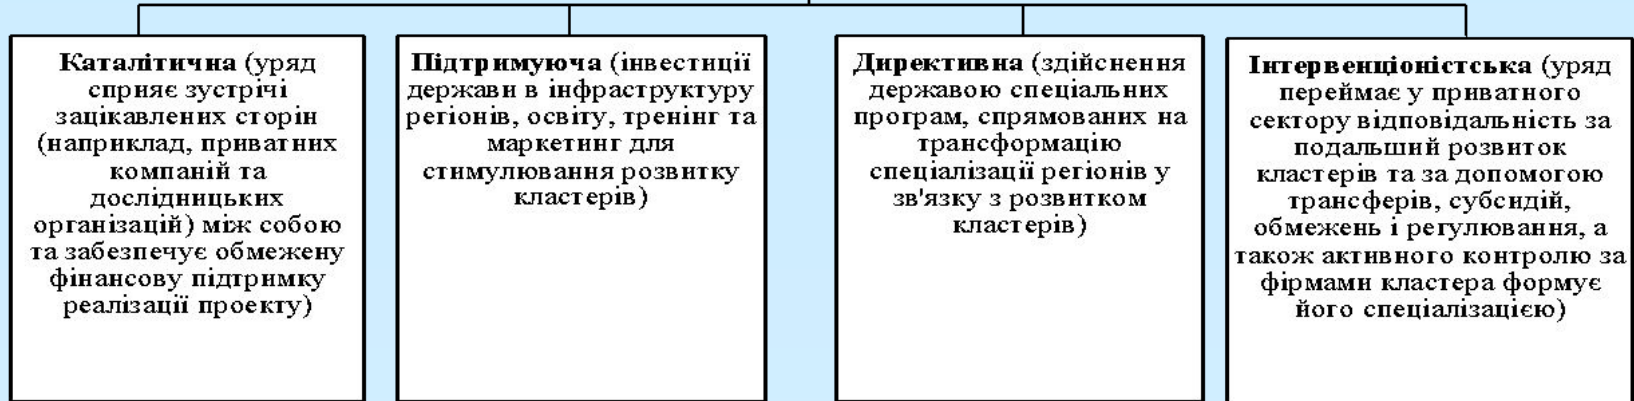 Каталітична (уряд
сприяє зустрічі
зацікавлених сторін
(наприклад, приватних
компаній та
дослідницьких
організацій) між собою
та забезпечує обмежену
фінансову підтримку
реалізації проекту)
Підтримуюча (інвестиції
держави в інфраструктуру
регіонів, освіту, тренінг та
маркетинг для
стимулювання розвитку
кластерів)
Директивна (здійснення
державою спеціальних
програм, спрямованих на
трансформацію
спеціалізації регіонів у
зв'язку з розвитком
кластерів)
Інтервенціоністська (уряд
переймає у приватного
сектору відповідальність за
подальший розвиток
кластерів та за допомогою
трансферів, субсидій,
обмежень і регулювання, а
також активного контролю за
фірмами кластера формує
його спеціалізацією)